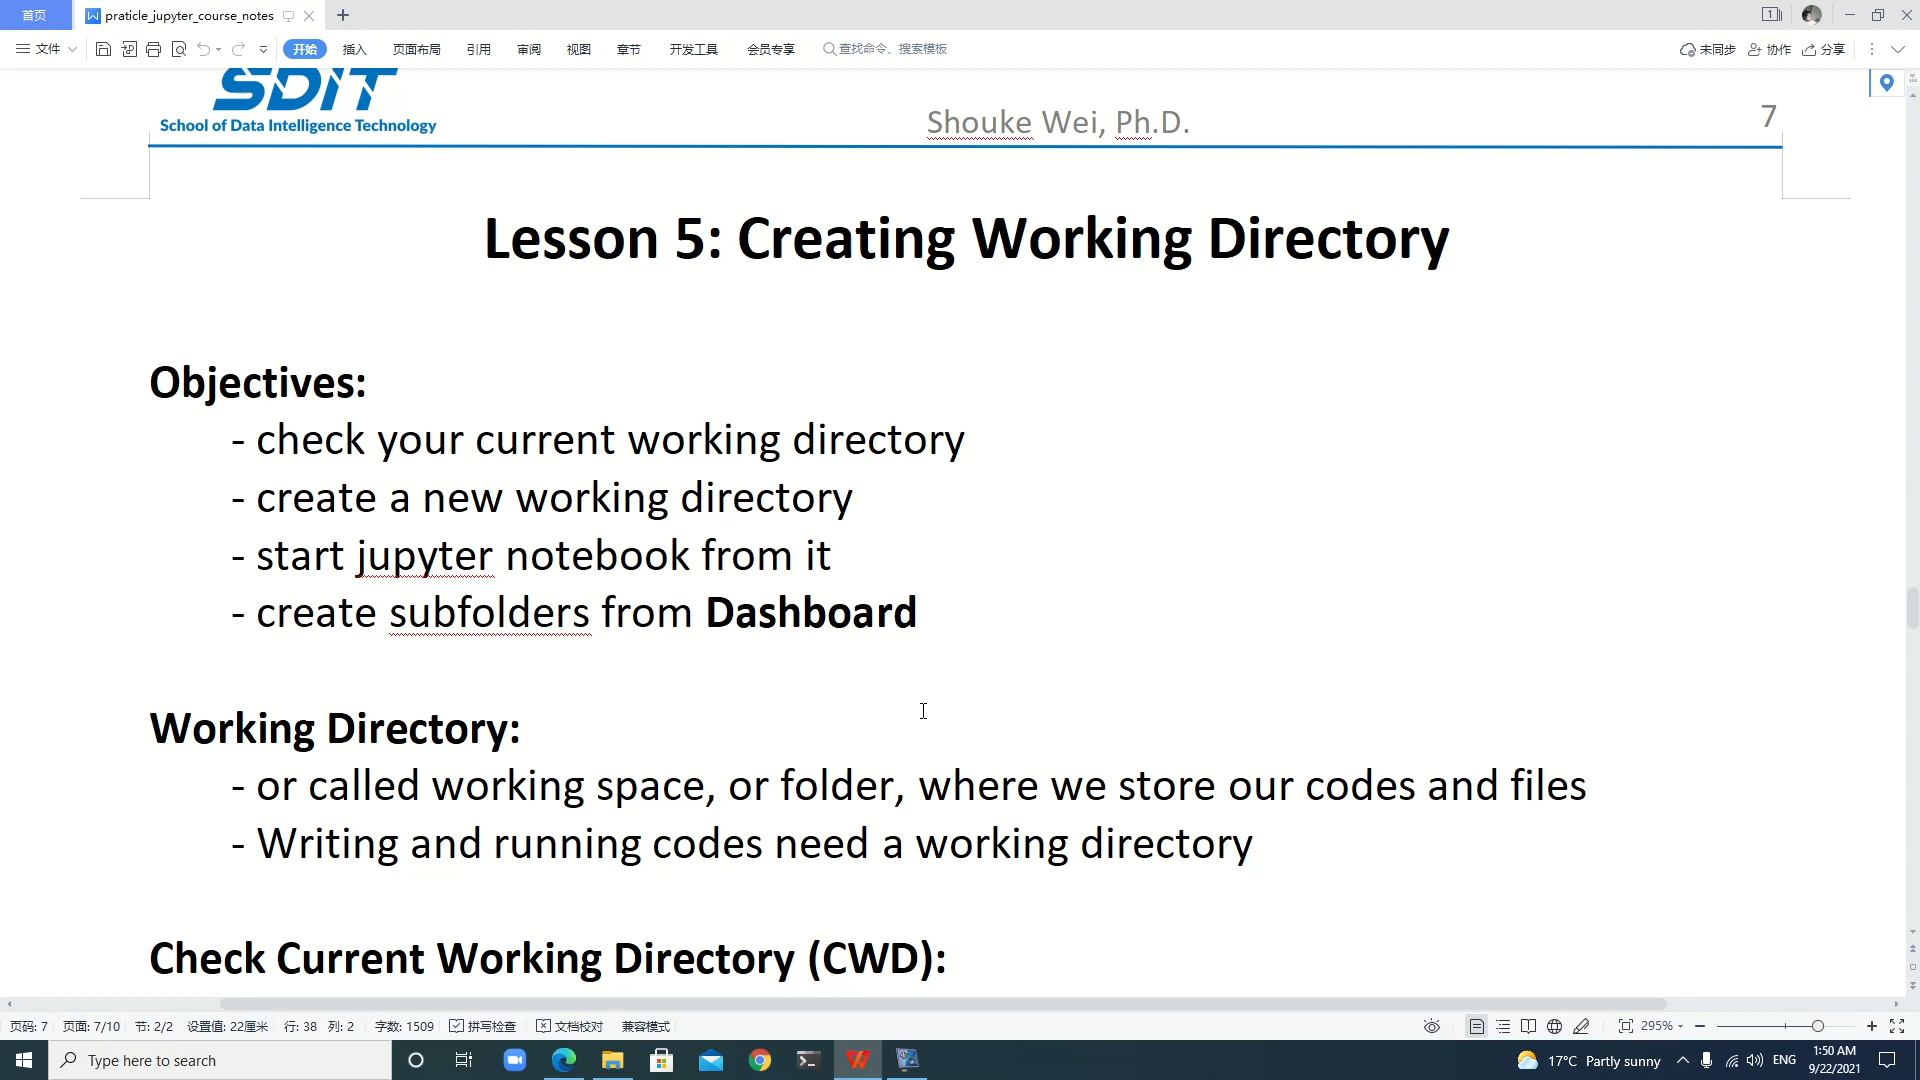 首页
praticle_jupyter_course_notes
1
文件
开始
插入
页面布局
引用
审阅
视图
章节
开发工具
会员专享
查找命令、搜索模板
未同步
协作
分享
SDIT
School of Data Intelligence Technology
Shouke Wei, Ph.D.
7
Lesson 5: Creating Working Directory
Objectives:
- check your current working directory
- create a new working directory
- start jupyter notebook from it
- create subfolders from Dashboard
Working Directory:
- or called working space, or folder, where we store our codes and files
- Writing and running codes need a working directory
Check Current Working Directory (CWD):
页码: 7 页面: 7/10 节: 2/2 设置值: 22厘米 行: 38 列: 2 字数: 1509 拼写检查 文档校对 兼容模式 295%
Type here to search
17°C Partly sunny
ENG
1:50 AM
9/22/2021